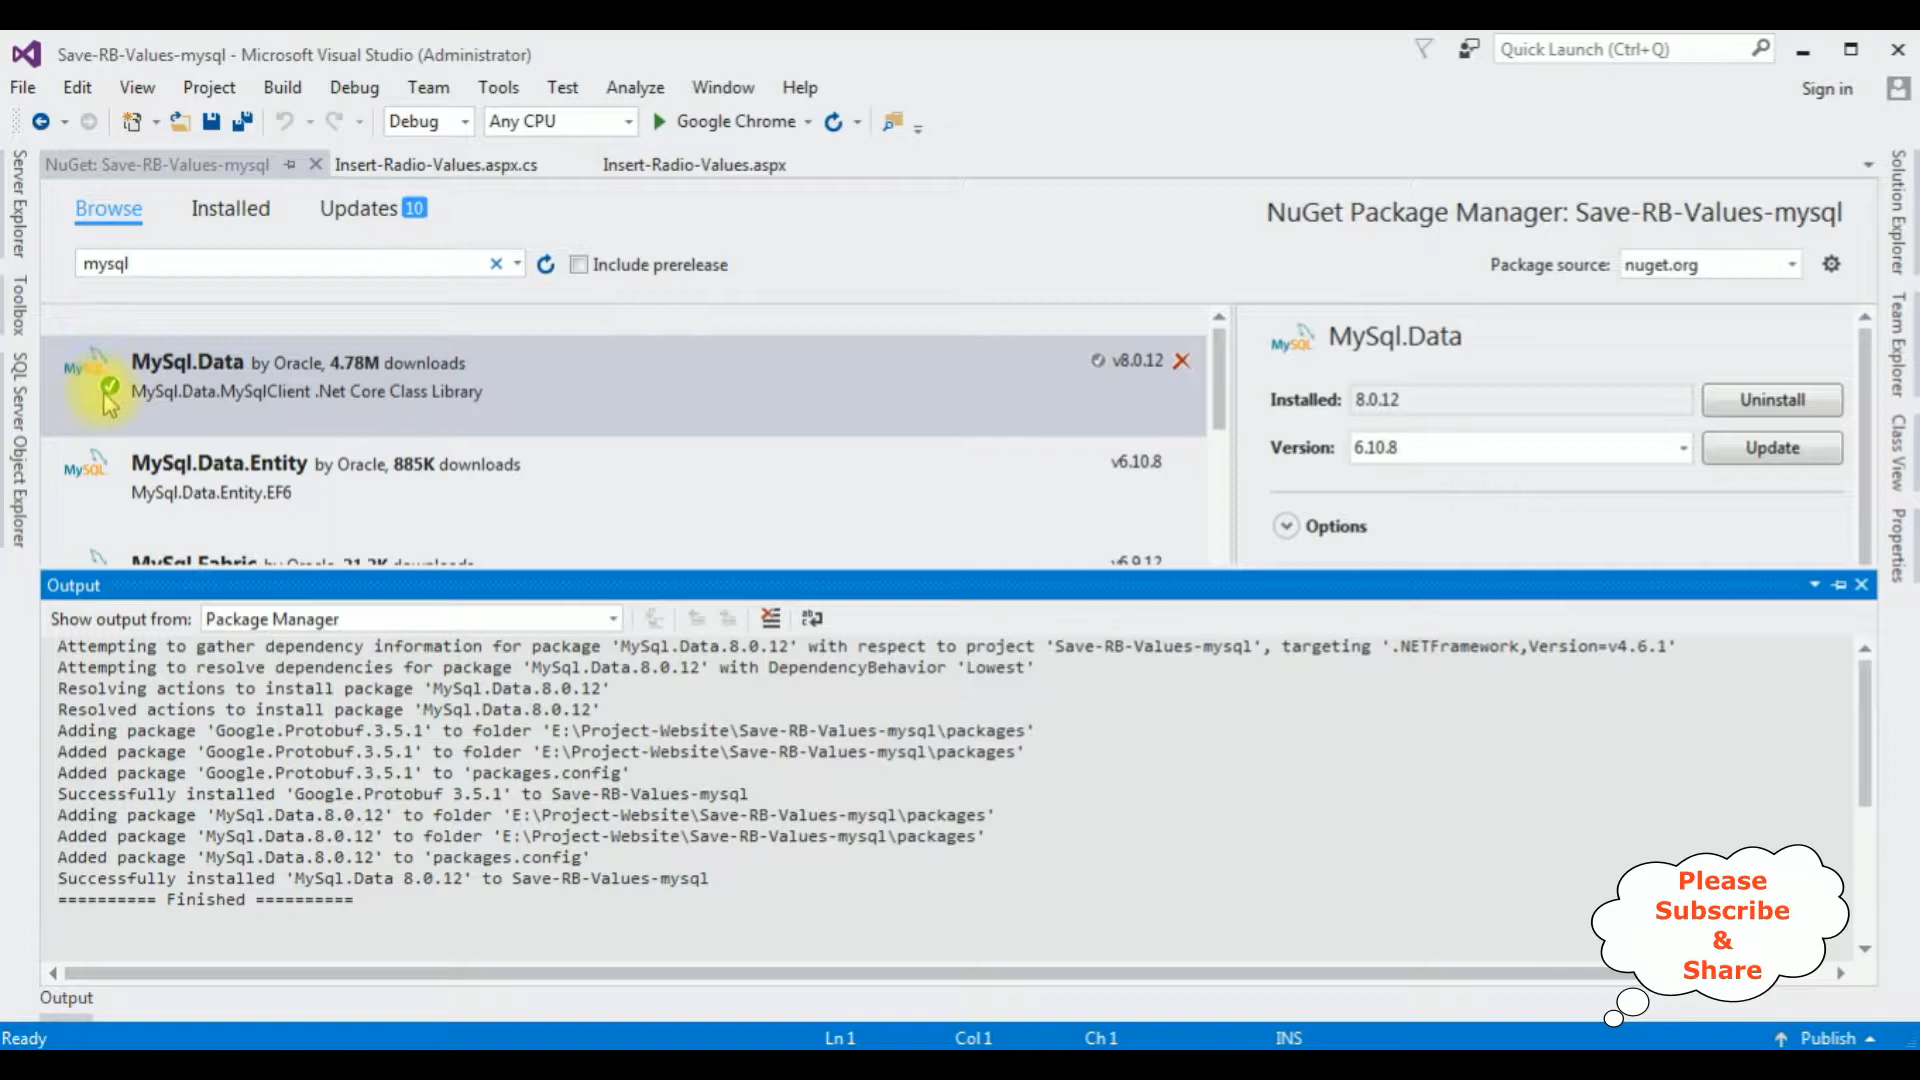 Save-RB-Values-mysql - Microsoft Visual Studio (Administrator)
Quick Launch (Ctrl+Q)
File Edit View Project Build Debug Team Tools Test Analyze Window Help
Sign in
Debug Any CPU Google Chrome
NuGet: Save-RB-Values-mysql Insert-Radio-Values.aspx.cs Insert-Radio-Values.aspx
Server Explorer
Toolbox
SQL Server Object Explorer
Browse Installed Updates 10
NuGet Package Manager: Save-RB-Values-mysql
mysql
Include prerelease
Package source: nuget.org
MySql.Data by Oracle, 4.78M downloads
v8.0.12
MySql.Data.MySqlClient .Net Core Class Library
MySql.Data.Entity by Oracle, 885K downloads
v6.10.8
MySql.Data.Entity.EF6
MySql.Fabric by Oracle, 21.2K downloads
v6.9.12
MySQL MySql.Data
Installed: 8.0.12 Uninstall
Version: 6.10.8 Update
Options
Solution Explorer
Team Explorer
Class View
Properties
Output
Show output from: Package Manager
Attempting to gather dependency information for package 'MySql.Data.8.0.12' with respect to project 'Save-RB-Values-mysql', targeting '.NETFramework,Version=v4.6.1'
Attempting to resolve dependencies for package 'MySql.Data.8.0.12' with DependencyBehavior 'Lowest'
Resolving actions to install package 'MySql.Data.8.0.12'
Resolved actions to install package 'MySql.Data.8.0.12'
Adding package 'Google.Protobuf.3.5.1' to folder 'E:\Project-Website\Save-RB-Values-mysql\packages'
Added package 'Google.Protobuf.3.5.1' to folder 'E:\Project-Website\Save-RB-Values-mysql\packages'
Added package 'Google.Protobuf.3.5.1' to 'packages.config'
Successfully installed 'Google.Protobuf 3.5.1' to Save-RB-Values-mysql
Adding package 'MySql.Data.8.0.12' to folder 'E:\Project-Website\Save-RB-Values-mysql\packages'
Added package 'MySql.Data.8.0.12' to folder 'E:\Project-Website\Save-RB-Values-mysql\packages'
Added package 'MySql.Data.8.0.12' to 'packages.config'
Successfully installed 'MySql.Data 8.0.12' to Save-RB-Values-mysql
========== Finished ==========
Please
Subscribe
&
Share
Output
Ready Ln 1 Col 1 Ch 1 INS Publish